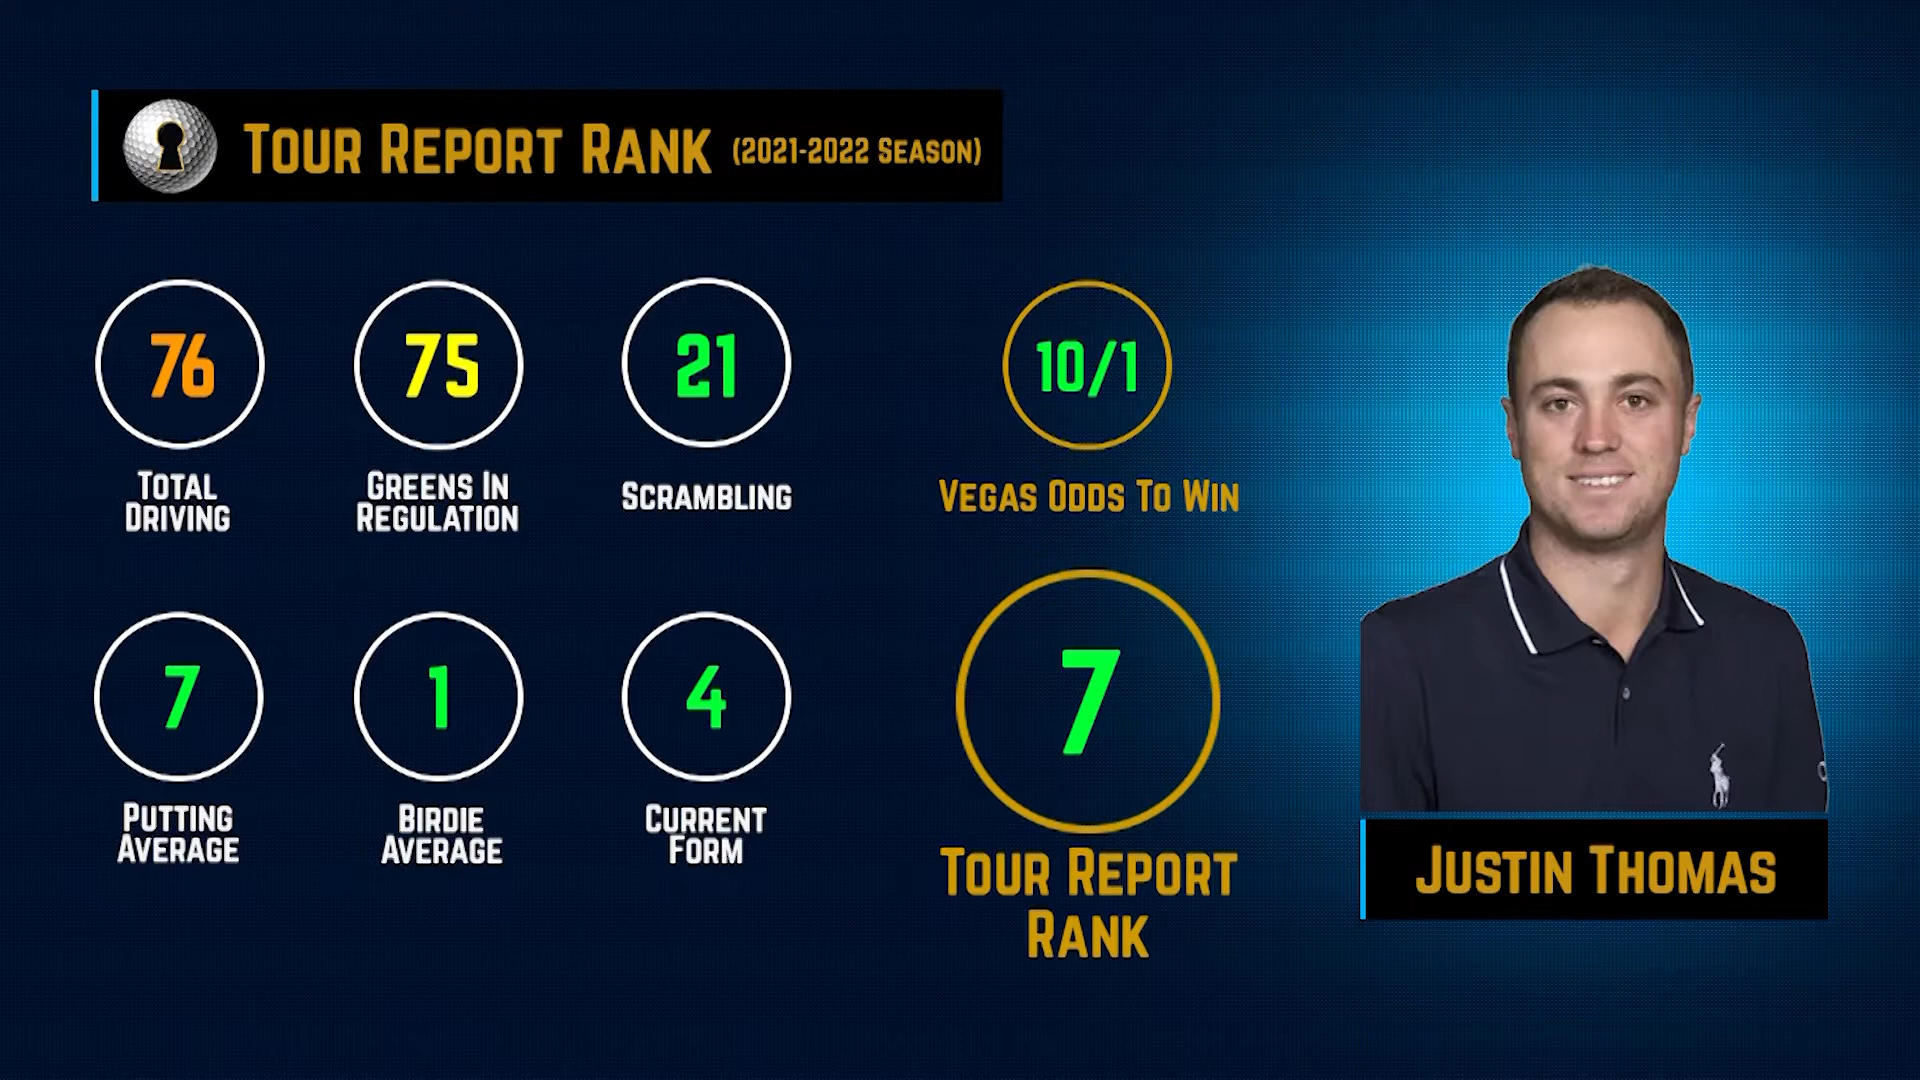 TOUR REPORT RANK (2021-2022 SEASON)
76
TOTAL
DRIVING
75
GREENS IN
REGULATION
21
SCRAMBLING
10/1
VEGAS ODDS TO WIN
7
PUTTING
AVERAGE
1
BIRDIE
AVERAGE
4
CURRENT
FORM
7
TOUR REPORT
RANK
JUSTIN THOMAS